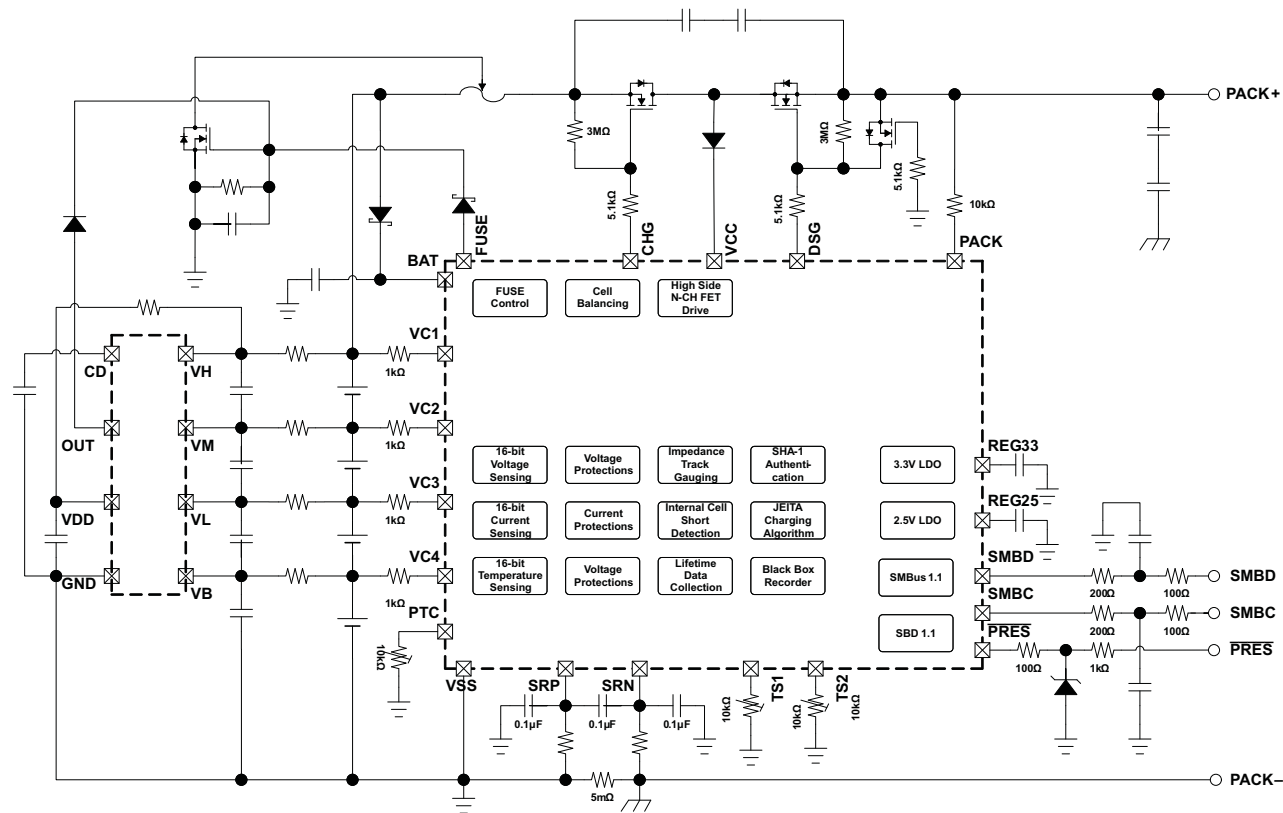 PACK+
3MΩ
3MΩ
5.1kΩ
5.1kΩ
5.1kΩ
10kΩ
FUSE
CHG
VCC
DSG
PACK
BAT
FUSE
Control
Cell
Balancing
High Side
N-CH FET
Drive
CD
VH
VC1
1kΩ
OUT
VM
VC2
1kΩ
VDD
VL
VC3
1kΩ
GND
VB
VC4
1kΩ
PTC
10kΩ
16-bit
Voltage
Sensing
Voltage
Protections
Impedance
Track
Gauging
SHA-1
Authenti-
cation
3.3V LDO
REG33
16-bit
Current
Sensing
Current
Protections
Internal Cell
Short
Detection
JEITA
Charging
Algorithm
2.5V LDO
REG25
16-bit
Temperature
Sensing
Voltage
Protections
Lifetime
Data
Collection
Black Box
Recorder
SMBus 1.1
SMBD
200Ω
100Ω
SMBD
SBD 1.1
SMBC
200Ω
100Ω
SMBC
PRES
100Ω
1kΩ
PRES
VSS
SRP
SRN
TS1
TS2
0.1µF
0.1µF
0.1µF
10kΩ
10kΩ
10kΩ
5mΩ
PACK–